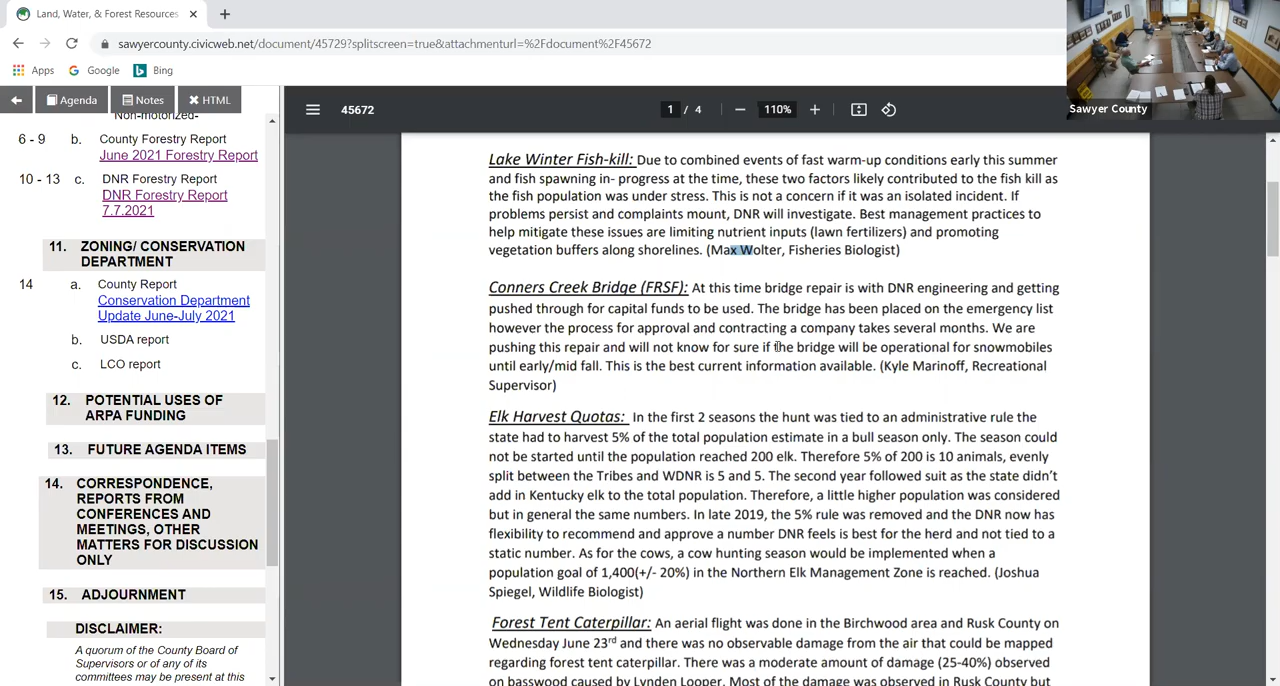 Land, Water, & Forest Resources
sawyercounty.civicweb.net/document/45729?splitscreen=true&attachmenturl=%2Fdocument%2F45672
Apps
Google
Bing
Sawyer County
Agenda
Notes
HTML
45672
1 / 4
110%
Non-motorized-
6 - 9 b. County Forestry Report
June 2021 Forestry Report
10 - 13 c. DNR Forestry Report
DNR Forestry Report
7.7.2021
11. ZONING/ CONSERVATION
DEPARTMENT
14 a. County Report
Conservation Department
Update June-July 2021
b. USDA report
c. LCO report
12. POTENTIAL USES OF
ARPA FUNDING
13. FUTURE AGENDA ITEMS
14. CORRESPONDENCE,
REPORTS FROM
CONFERENCES AND
MEETINGS, OTHER
MATTERS FOR DISCUSSION
ONLY
15. ADJOURNMENT
DISCLAIMER:
A quorum of the County Board of
Supervisors or of any of its
committees may be present at this
Lake Winter Fish-kill: Due to combined events of fast warm-up conditions early this summer
and fish spawning in- progress at the time, these two factors likely contributed to the fish kill as
the fish population was under stress. This is not a concern if it was an isolated incident. If
problems persist and complaints mount, DNR will investigate. Best management practices to
help mitigate these issues are limiting nutrient inputs (lawn fertilizers) and promoting
vegetation buffers along shorelines. (Max Wolter, Fisheries Biologist)
Conners Creek Bridge (FRSF): At this time bridge repair is with DNR engineering and getting
pushed through for capital funds to be used. The bridge has been placed on the emergency list
however the process for approval and contracting a company takes several months. We are
pushing this repair and will not know for sure if the bridge will be operational for snowmobiles
until early/mid fall. This is the best current information available. (Kyle Marinoff, Recreational
Supervisor)
Elk Harvest Quotas: In the first 2 seasons the hunt was tied to an administrative rule the
state had to harvest 5% of the total population estimate in a bull season only. The season could
not be started until the population reached 200 elk. Therefore 5% of 200 is 10 animals, evenly
split between the Tribes and WDNR is 5 and 5. The second year followed suit as the state didn't
add in Kentucky elk to the total population. Therefore, a little higher population was considered
but in general the same numbers. In late 2019, the 5% rule was removed and the DNR now has
flexibility to recommend and approve a number DNR feels is best for the herd and not tied to a
static number. As for the cows, a cow hunting season would be implemented when a
population goal of 1,400(+/- 20%) in the Northern Elk Management Zone is reached. (Joshua
Spiegel, Wildlife Biologist)
Forest Tent Caterpillar: An aerial flight was done in the Birchwood area and Rusk County on
Wednesday June 23rd and there was no observable damage from the air that could be mapped
regarding forest tent caterpillar. There was a moderate amount of damage (25-40%) observed
on basswood caused by Lynden Looper. Most of the damage was observed in Rusk County but